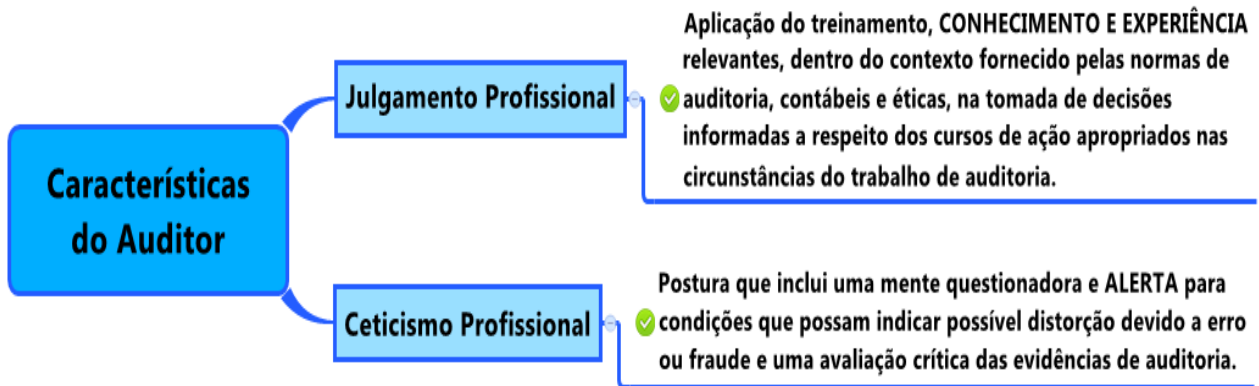 Características
do Auditor
Julgamento Profissional
Aplicação do treinamento, CONHECIMENTO E EXPERIÊNCIA
relevantes, dentro do contexto fornecido pelas normas de
auditoria, contábeis e éticas, na tomada de decisões
informadas a respeito dos cursos de ação apropriados nas
circunstâncias do trabalho de auditoria.
Ceticismo Profissional
Postura que inclui uma mente questionadora e ALERTA para
condições que possam indicar possível distorção devido a erro
ou fraude e uma avaliação crítica das evidências de auditoria.